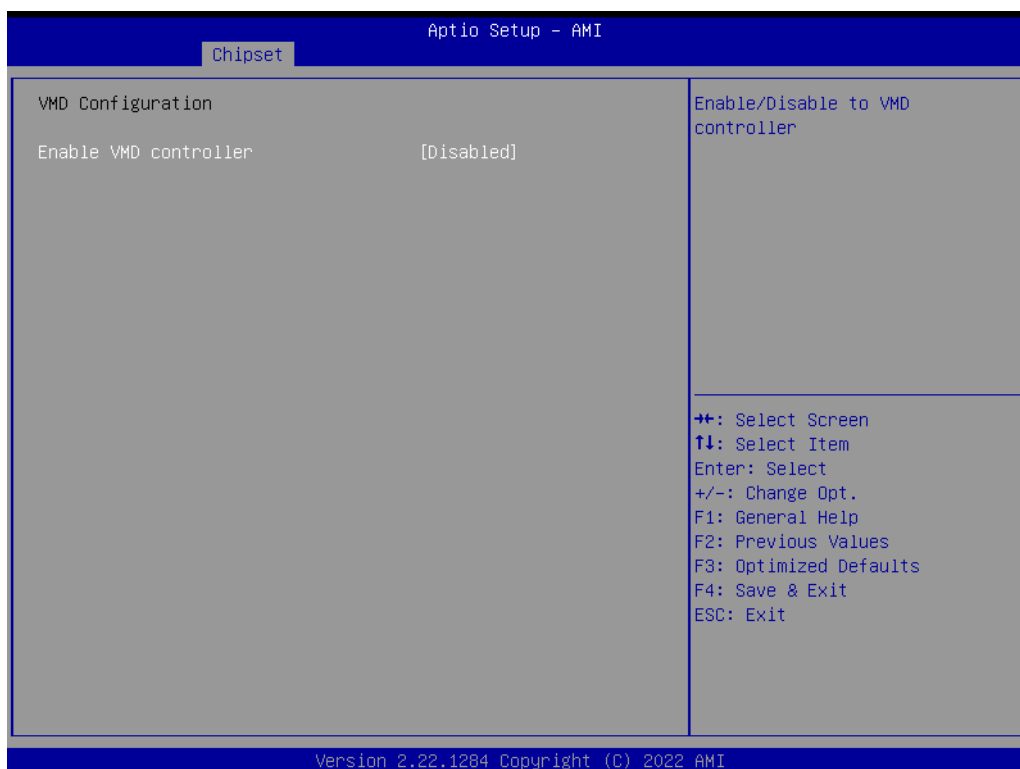 Aptio Setup – AMI
Chipset
VMD Configuration
Enable VMD controller [Disabled]
Enable/Disable to VMD
controller
→←: Select Screen
↑↓: Select Item
Enter: Select
+/-: Change Opt.
F1: General Help
F2: Previous Values
F3: Optimized Defaults
F4: Save & Exit
ESC: Exit
Version 2.22.1284 Copyright (C) 2022 AMI